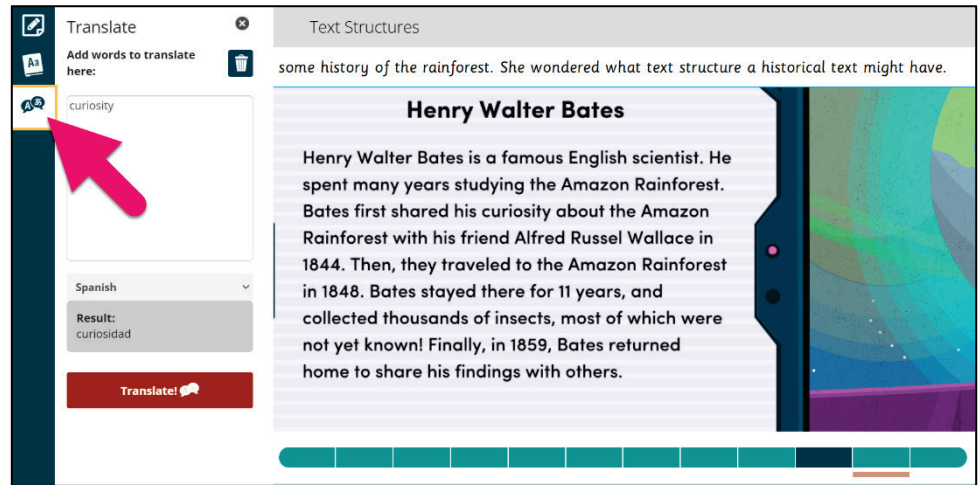 Translate
Add words to translate
here:
curiosity
Spanish
Result:
curiosidad
Translate!
Aa
A
Text Structures
some history of the rainforest. She wondered what text structure a historical text might have.
Henry Walter Bates
Henry Walter Bates is a famous English scientist. He
spent many years studying the Amazon Rainforest.
Bates first shared his curiosity about the Amazon
Rainforest with his friend Alfred Russel Wallace in
1844. Then, they traveled to the Amazon Rainforest
in 1848. Bates stayed there for 11 years, and
collected thousands of insects, most of which were
not yet known! Finally, in 1859, Bates returned
home to share his findings with others.